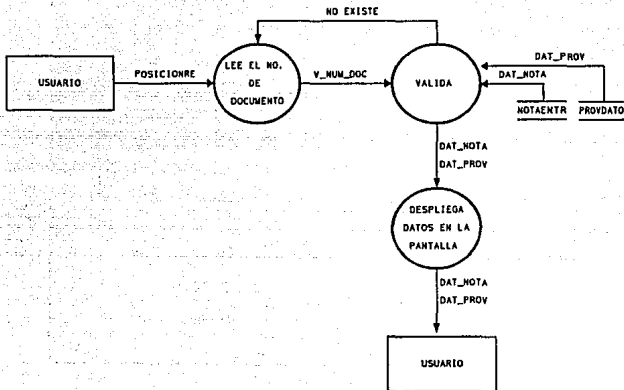 NO EXISTE
USUARIO
POSICIONRE
LEE EL NO.
DE
DOCUMENTO
V_NUM_DOC
VALIDA
DAT_PROV
DAT_NOTA
NOTAENTR
PROVDATO
DAT_NOTA
DAT_PROV
DESPLIEGA
DATOS EN LA
PANTALLA
DAT_NOTA
DAT_PROV
USUARIO